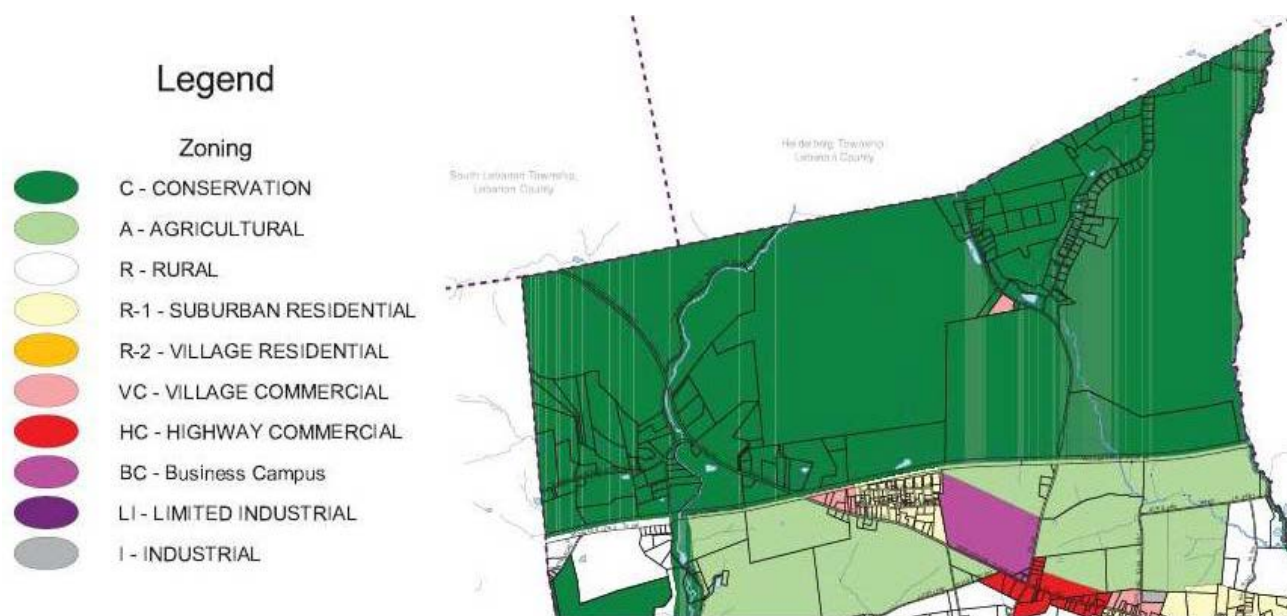 Legend
Zoning
C - CONSERVATION
A - AGRICULTURAL
R - RURAL
R-1 - SUBURBAN RESIDENTIAL
R-2 - VILLAGE RESIDENTIAL
VC - VILLAGE COMMERCIAL
HC - HIGHWAY COMMERCIAL
BC - Business Campus
LI - LIMITED INDUSTRIAL
I - INDUSTRIAL
South Lebanon Township,
Lebanon County
Heidelberg Township
Lebanon County